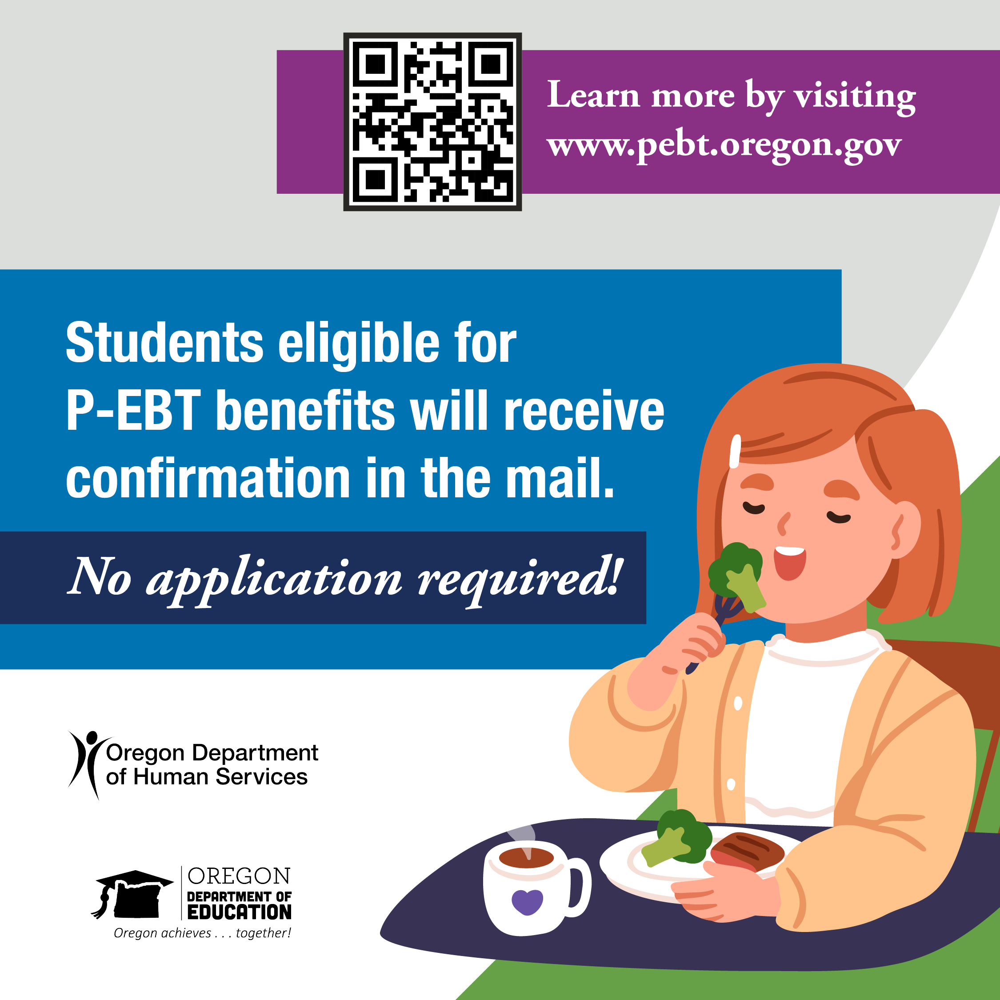 Learn more by visiting
www.pebt.oregon.gov
Students eligible for
P-EBT benefits will receive
confirmation in the mail.
No application required!
Oregon Department
of Human Services
OREGON
DEPARTMENT OF
EDUCATION
Oregon achieves . . . together!